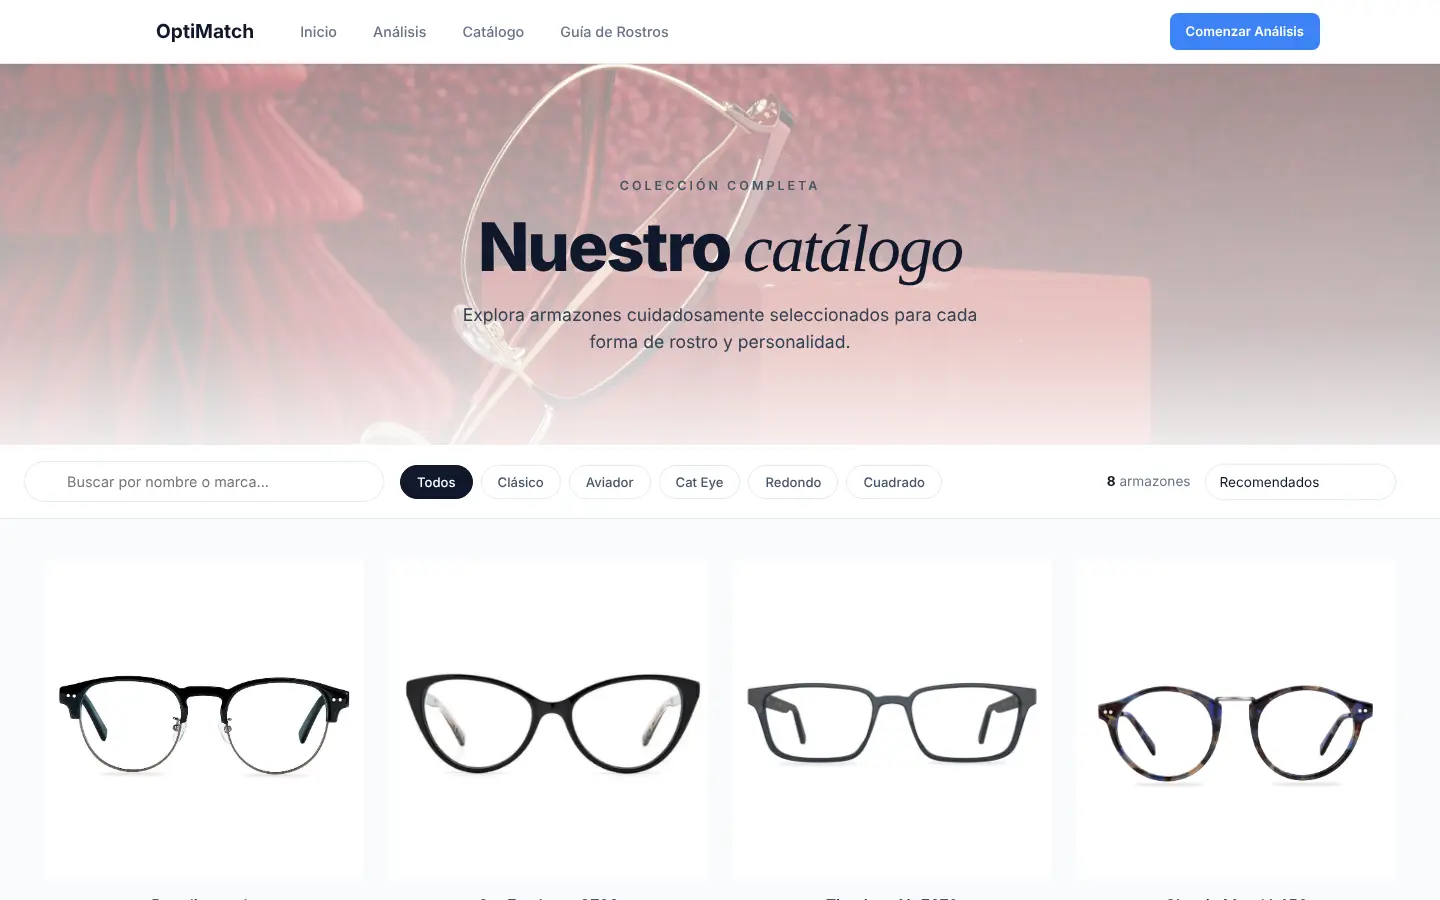 OptiMatch
Inicio
Análisis
Catálogo
Guía de Rostros
Comenzar Análisis
COLECCIÓN COMPLETA
Nuestro catálogo
Explora armazones cuidadosamente seleccionados para cada
forma de rostro y personalidad.
Buscar por nombre o marca...
Todos
Clásico
Aviador
Cat Eye
Redondo
Cuadrado
8 armazones
Recomendados